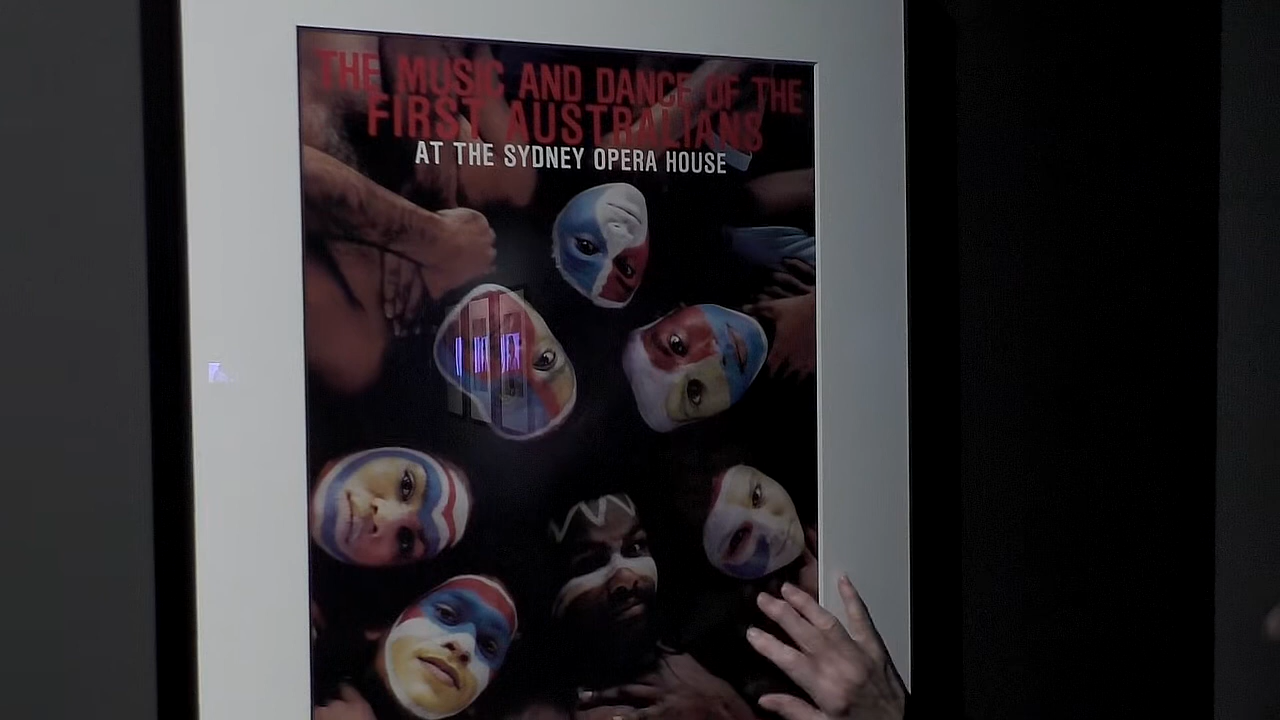 THE MUSIC AND DANCE OF THE
FIRST AUSTRALIANS
AT THE SYDNEY OPERA HOUSE